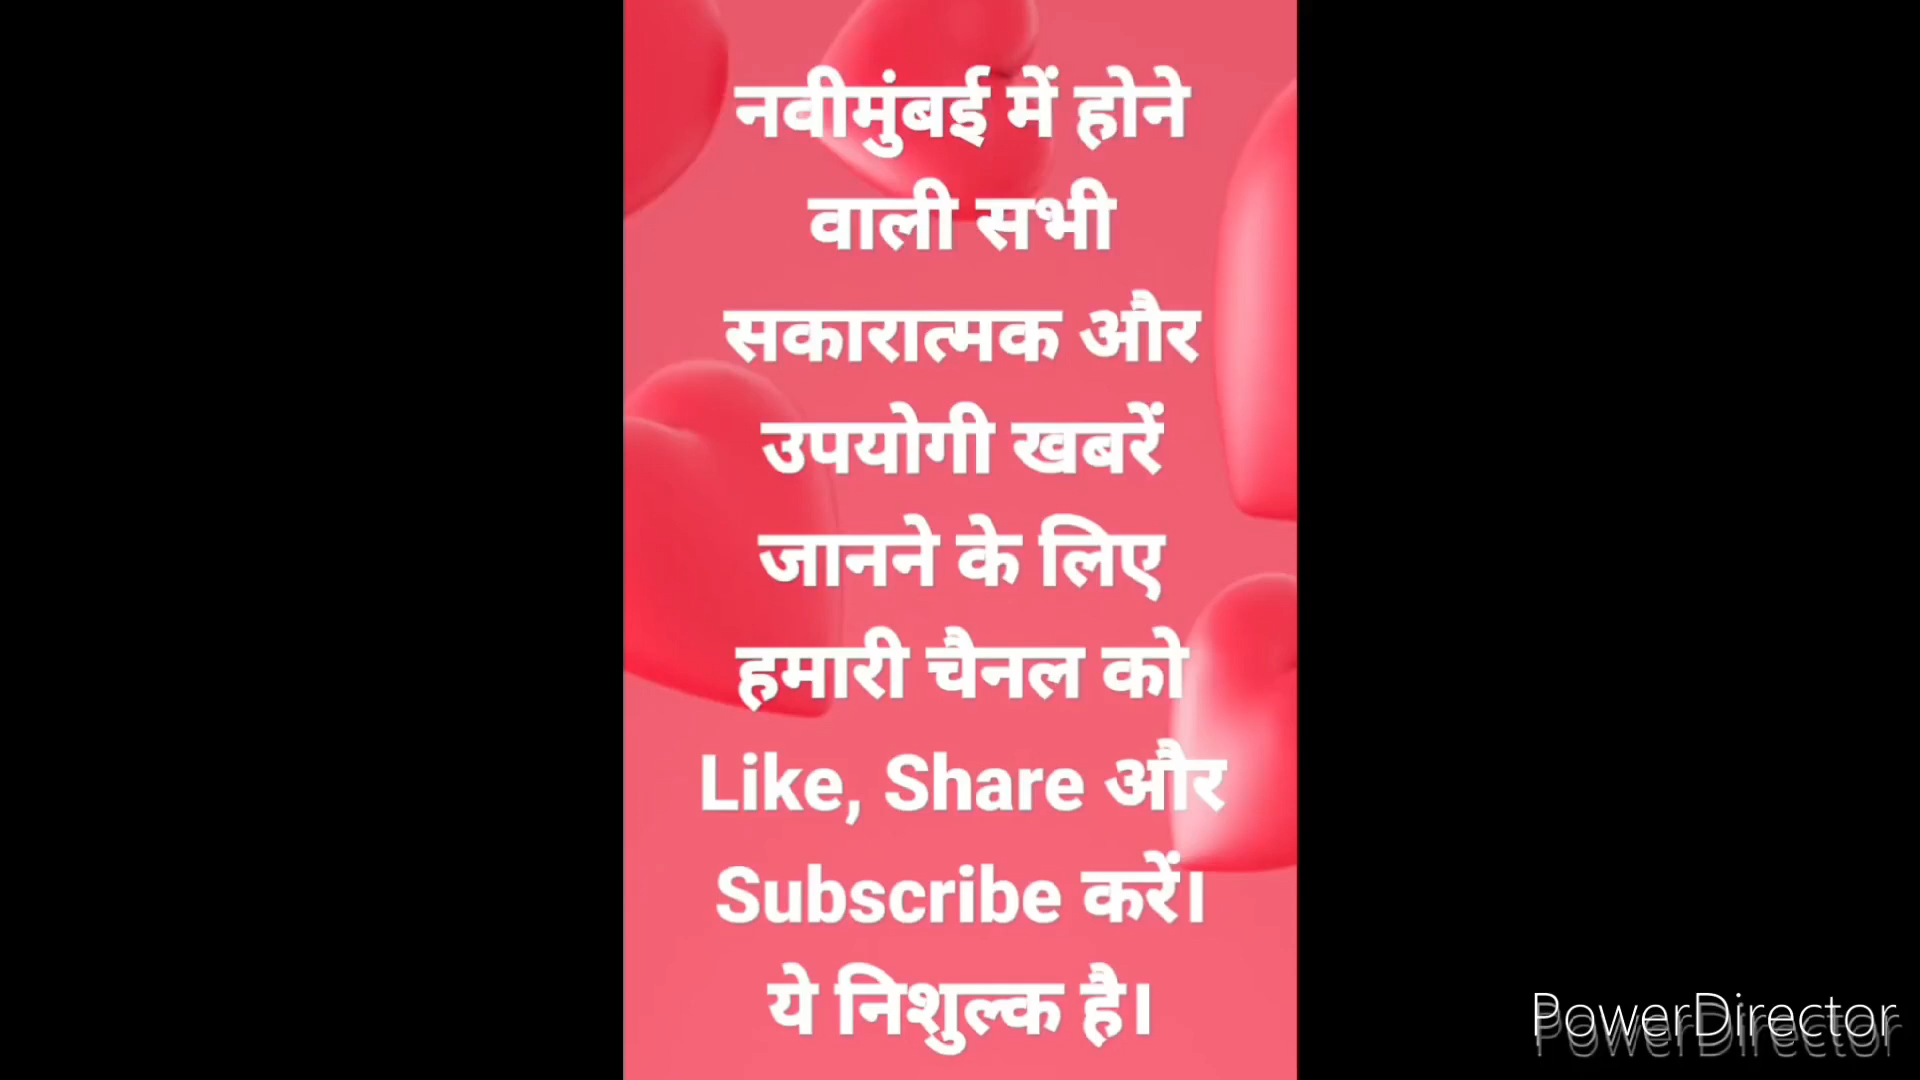 नवीमुंबई में होने
वाली सभी
सकारात्मक और
उपयोगी खबरें
जानने के लिए
हमारी चैनल को
Like, Share और
Subscribe करें।
ये निशुल्क है।
PowerDirector